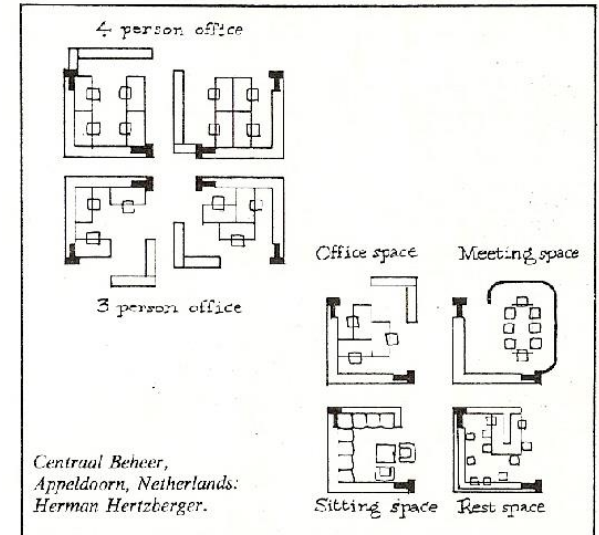 4 person office
3 person office
Office space
Meeting space
Sitting space
Rest space
Centraal Beheer,
Appeldoorn, Netherlands:
Herman Hertzberger.